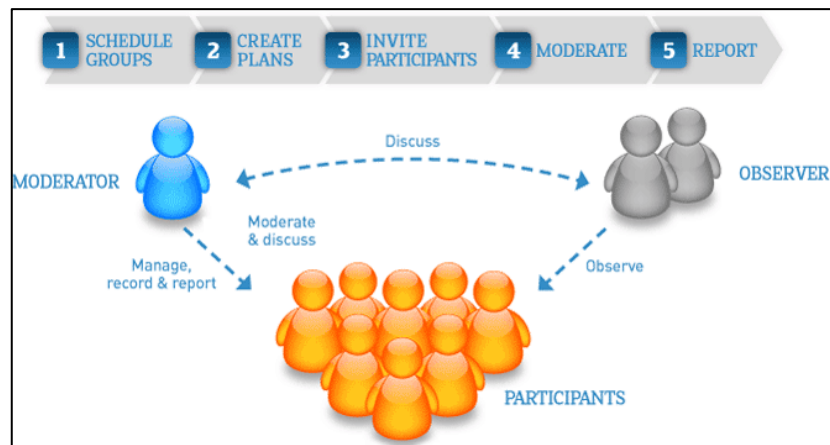 1 SCHEDULE
GROUPS
2 CREATE
PLANS
3 INVITE
PARTICIPANTS
4 MODERATE
5 REPORT
Discuss
MODERATOR
OBSERVER
Moderate
& discuss
Manage,
record & report
Observe
PARTICIPANTS